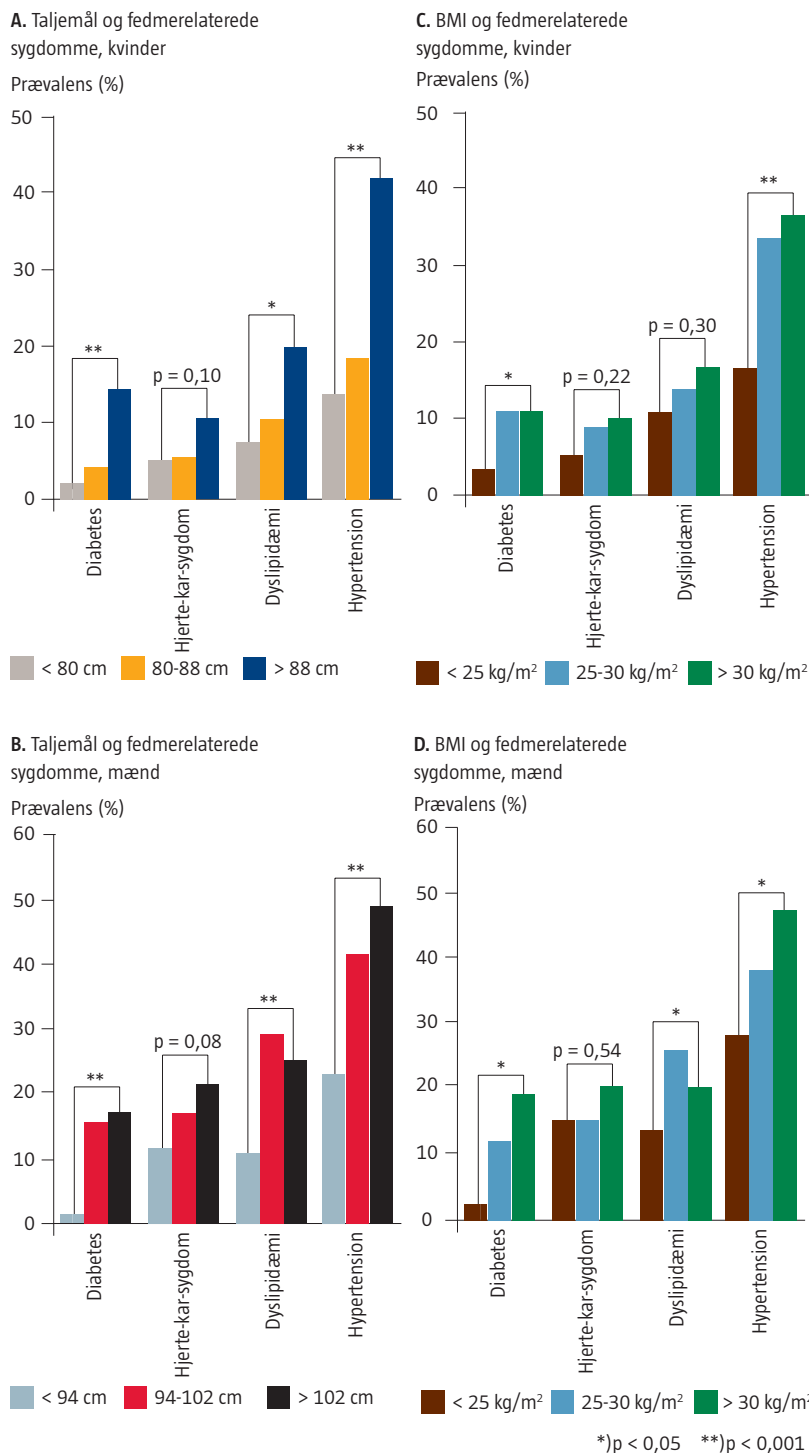 A. Taljemål og fedmerelaterede
sygdomme, kvinder
Prævalens (%)
50
40
30
20
10
0
**
p = 0,10
*
**
Diabetes
Hjerte-kar-sygdom
Dyslipidæmi
Hypertension
< 80 cm 80-88 cm > 88 cm
C. BMI og fedmerelaterede
sygdomme, kvinder
Prævalens (%)
50
40
30
20
10
0
*
p = 0,22
p = 0,30
**
Diabetes
Hjerte-kar-sygdom
Dyslipidæmi
Hypertension
< 25 kg/m² 25-30 kg/m² > 30 kg/m²
B. Taljemål og fedmerelaterede
sygdomme, mænd
Prævalens (%)
60
50
40
30
20
10
0
**
p = 0,08
**
**
Diabetes
Hjerte-kar-sygdom
Dyslipidæmi
Hypertension
< 94 cm 94-102 cm > 102 cm
D. BMI og fedmerelaterede
sygdomme, mænd
Prævalens (%)
60
50
40
30
20
10
0
*
p = 0,54
*
*
Diabetes
Hjerte-kar-sygdom
Dyslipidæmi
Hypertension
< 25 kg/m² 25-30 kg/m² > 30 kg/m²
*)p < 0,05 **)p < 0,001